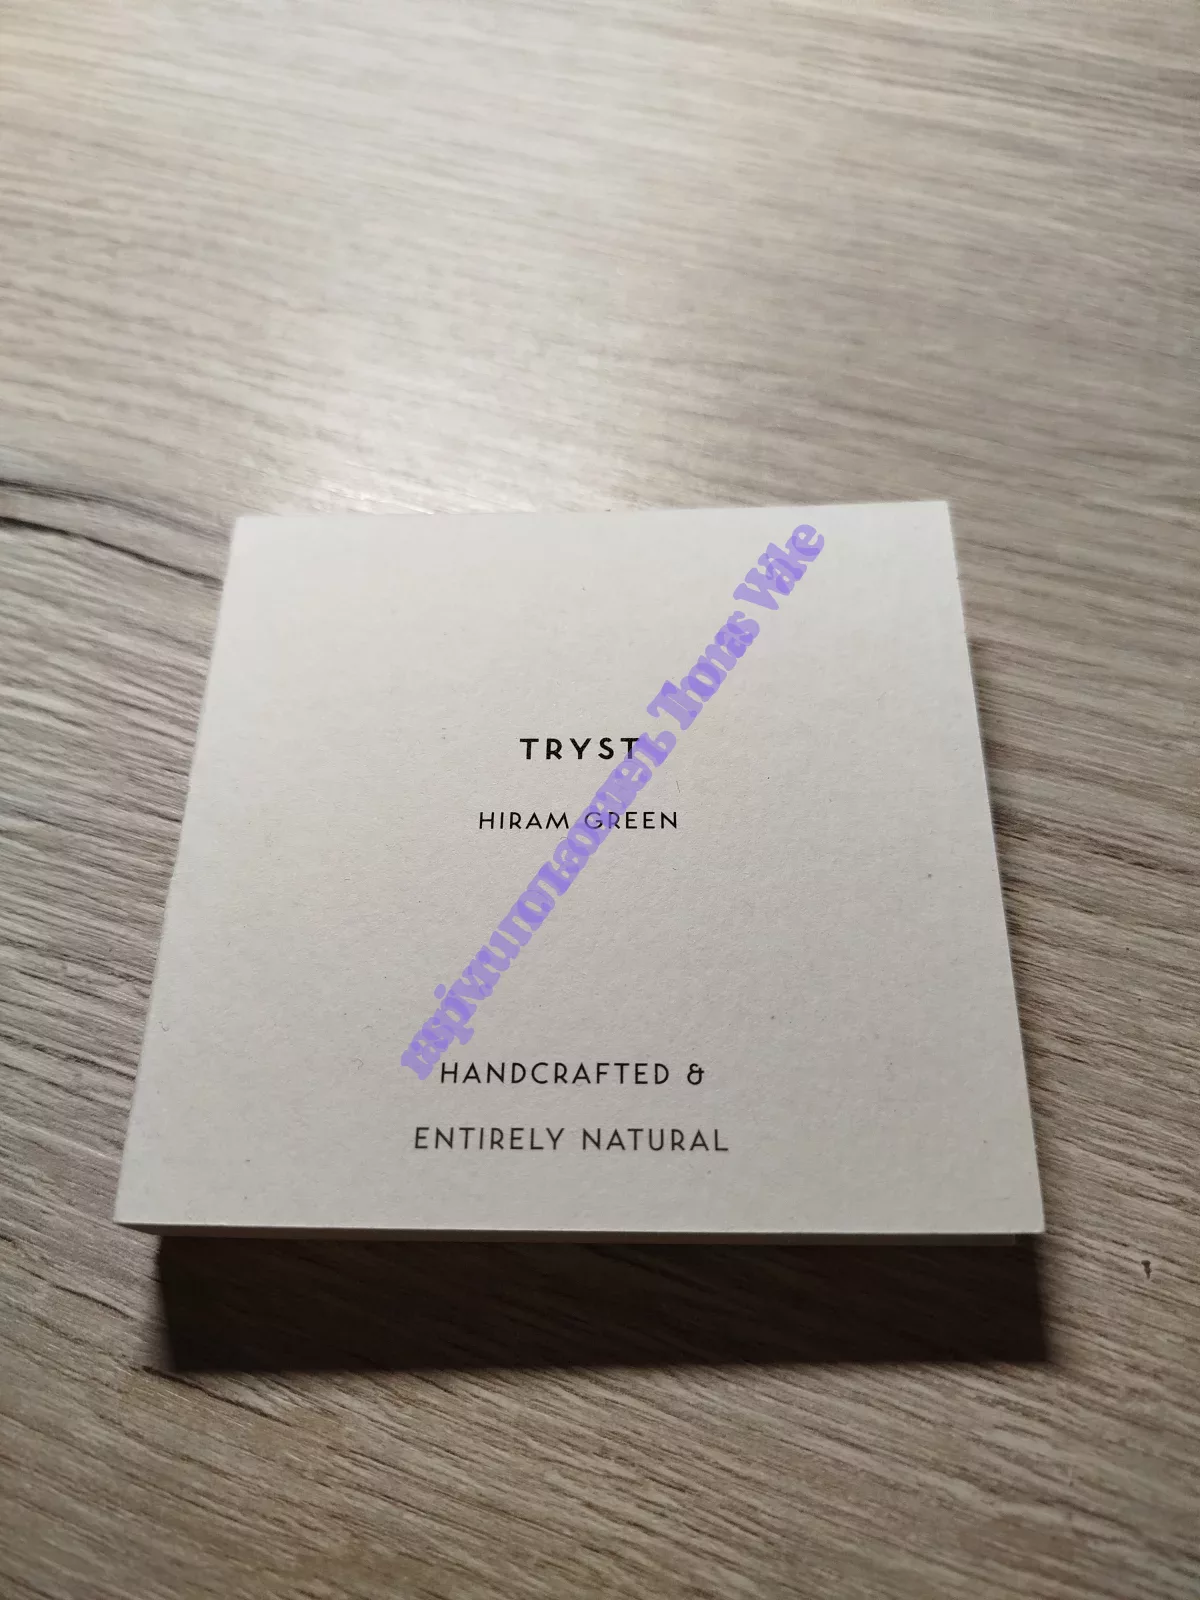 TRYST
HIRAM GREEN
HANDCRAFTED &
ENTIRELY NATURAL